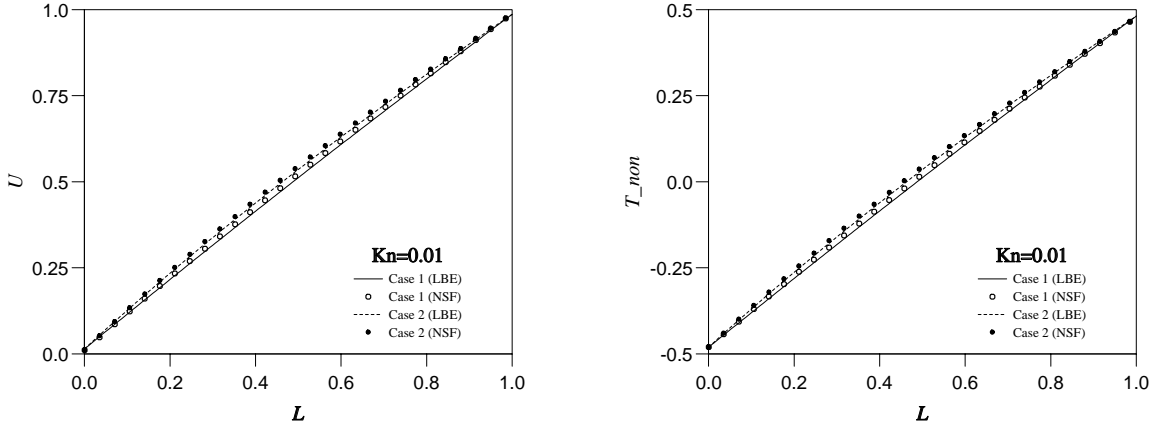 1.0
0.75
0.5
0.25
0.0
U
0.0 0.2 0.4 0.6 0.8 1.0
L
Kn=0.01
Case 1 (LBE)
Case 1 (NSF)
Case 2 (LBE)
Case 2 (NSF)
0.5
0.25
0.0
-0.25
-0.5
T_non
0.0 0.2 0.4 0.6 0.8 1.0
L
Kn=0.01
Case 1 (LBE)
Case 1 (NSF)
Case 2 (LBE)
Case 2 (NSF)